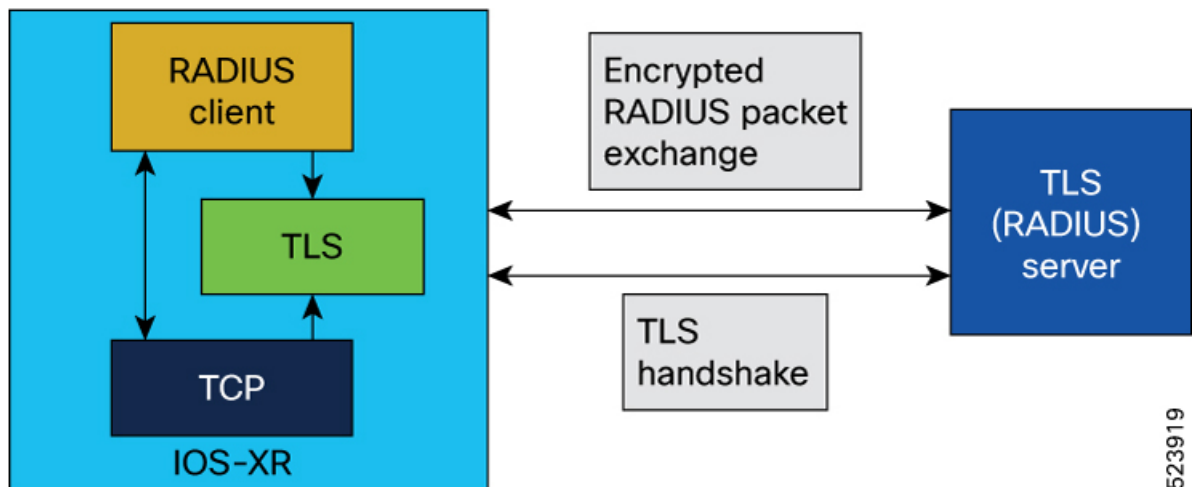 RADIUS
client
TLS
TCP
IOS-XR
Encrypted
RADIUS packet
exchange
TLS
handshake
TLS
(RADIUS)
server
523919